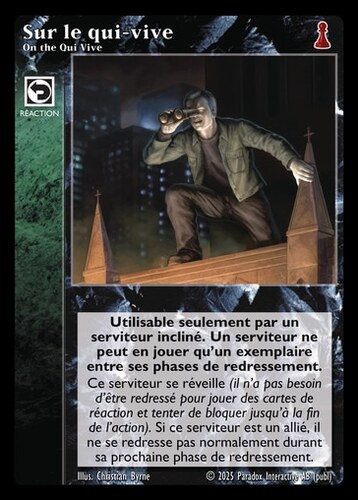 Sur le qui-vive
On the Qui Vive
RÉACTION
Utilisable seulement par un
serviteur incliné. Un serviteur ne
peut en jouer qu'un exemplaire
entre ses phases de redressement.
Ce serviteur se réveille (il n'a pas besoin
d'être redressé pour jouer des cartes de
réaction et tenter de bloquer jusqu'à la fin
de l'action). Si ce serviteur est un allié, il
ne se redresse pas normalement durant
sa prochaine phase de redressement.
Illus. Christian Byrne © 2025 Paradox Interactive AB (publ)